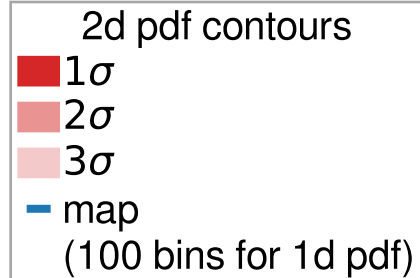 2d pdf contours
1σ
2σ
3σ
map
(100 bins for 1d pdf)